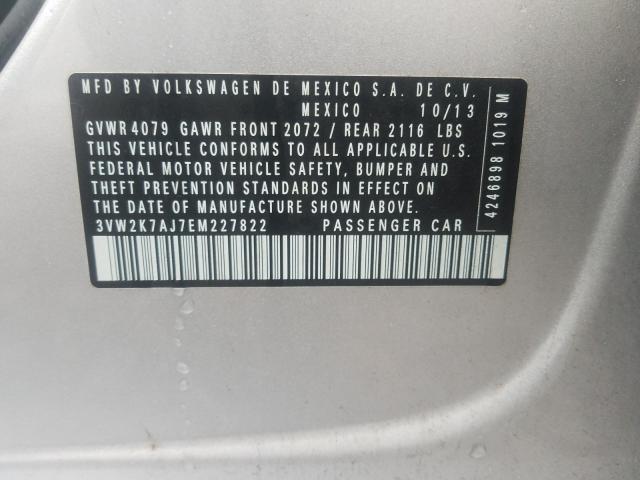 MFD BY VOLKSWAGEN DE MEXICO S.A. DE C.V.
MEXICO 10/13
GVWR 4079 GAWR FRONT 2072 / REAR 2116 LBS
THIS VEHICLE CONFORMS TO ALL APPLICABLE U.S.
FEDERAL MOTOR VEHICLE SAFETY, BUMPER AND
THEFT PREVENTION STANDARDS IN EFFECT ON
THE DATE OF MANUFACTURE SHOWN ABOVE.
3VW2K7AJ7EM227822 PASSENGER CAR
4246898 1019 M